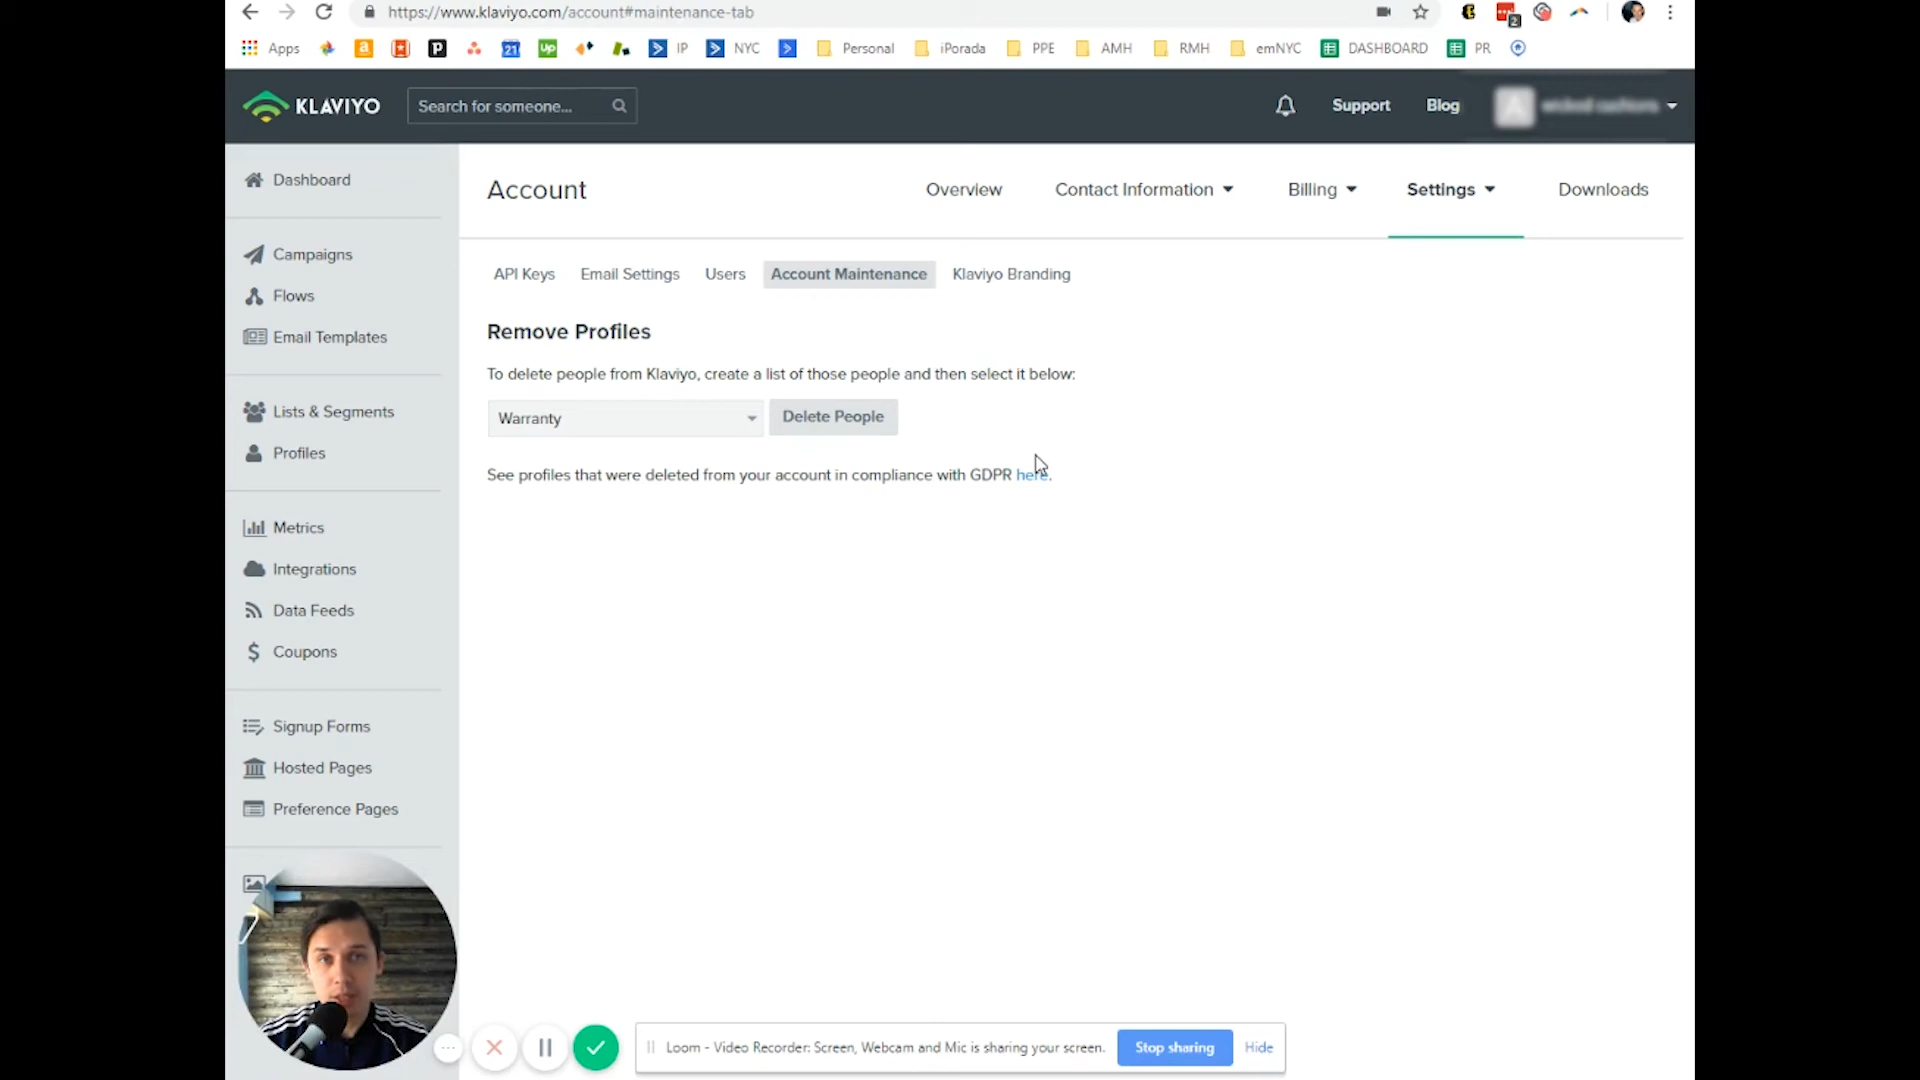 https://www.klaviyo.com/account#maintenance-tab
2
Apps
a
P
21
up
IP
NYC
Personal
iPorada
PPE
AMH
RMH
emNYC
DASHBOARD
PR
KLAVIYO
Search for someone...
Support
Blog
Dashboard
Campaigns
Flows
Email Templates
Lists & Segments
Profiles
Metrics
Integrations
Data Feeds
Coupons
Signup Forms
Hosted Pages
Preference Pages
Account
Overview
Contact Information
Billing
Settings
Downloads
API Keys
Email Settings
Users
Account Maintenance
Klaviyo Branding
Remove Profiles
To delete people from Klaviyo, create a list of those people and then select it below:
Warranty
Delete People
See profiles that were deleted from your account in compliance with GDPR here.
Loom - Video Recorder: Screen, Webcam and Mic is sharing your screen.
Stop sharing
Hide